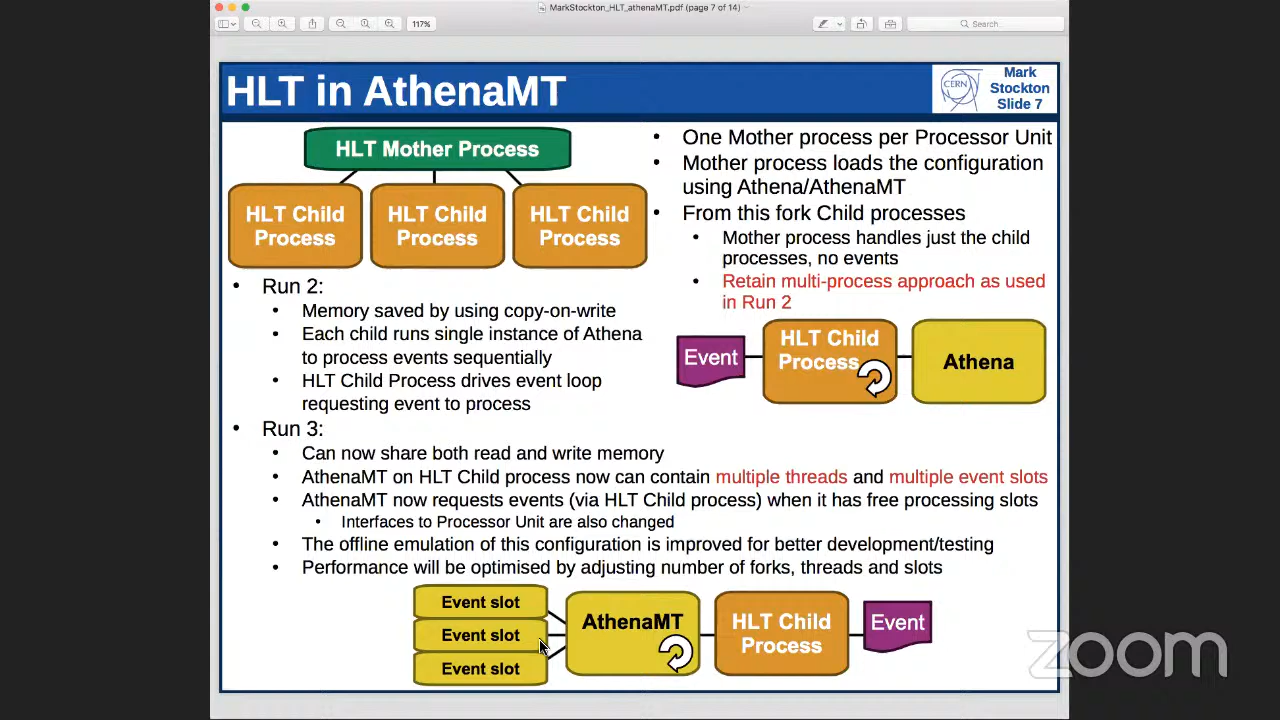 MarkStockton_HLT_athenaMT.pdf (page 7 of 14)
117%
Search
HLT in AthenaMT
CERN
Mark
Stockton
Slide 7
HLT Mother Process
HLT Child
Process
HLT Child
Process
HLT Child
Process
• One Mother process per Processor Unit
• Mother process loads the configuration
using Athena/AthenaMT
• From this fork Child processes
• Mother process handles just the child
processes, no events
• Retain multi-process approach as used
in Run 2
Event
HLT Child
Process
Athena
• Run 2:
• Memory saved by using copy-on-write
• Each child runs single instance of Athena
to process events sequentially
• HLT Child Process drives event loop
requesting event to process
• Run 3:
• Can now share both read and write memory
• AthenaMT on HLT Child process now can contain multiple threads and multiple event slots
• AthenaMT now requests events (via HLT Child process) when it has free processing slots
• Interfaces to Processor Unit are also changed
• The offline emulation of this configuration is improved for better development/testing
• Performance will be optimised by adjusting number of forks, threads and slots
Event slot
Event slot
Event slot
AthenaMT
HLT Child
Process
Event
zoom